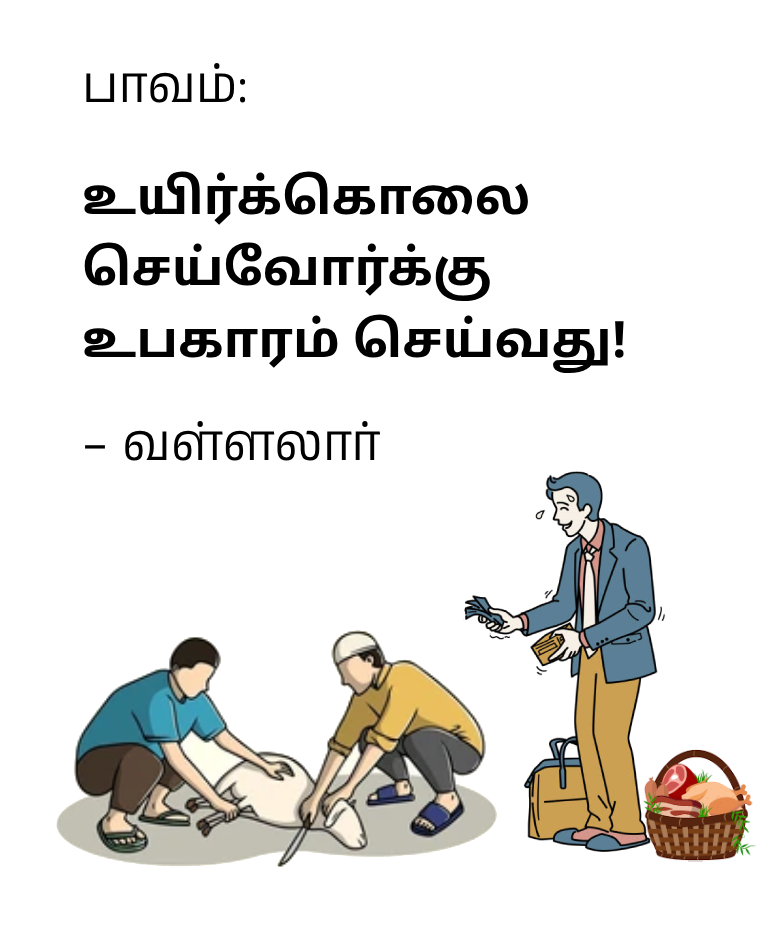 பாவம்:
உயிர்க்கொலை
செய்வோர்க்கு
உபகாரம் செய்வது!
– வள்ளலார்